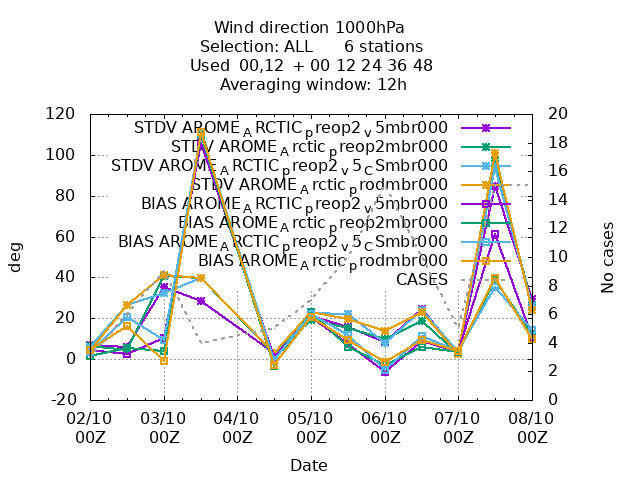 Wind direction 1000hPa
Selection: ALL 6 stations
Used 00,12 + 00 12 24 36 48
Averaging window: 12h
120 20
STDV AROME_ARCTIC_preop2_v5mbr000
18
STDV AROME_Arctic_preop2mbr000
100 16
STDV AROME_ARCTIC_preop2_v5_CSmbr000
STDV AROME_Arctic_prodmbr000
80 14
BIAS AROME_ARCTIC_preop2_v5mbr000
12
BIAS AROME_Arctic_preop2mbr000
60
BIAS AROME_ARCTIC_preop2_v5_CSmbr000
10
BIAS AROME_Arctic_prodmbr000
40 8
CASES
20 6
0 4
2
-20 0
deg
No cases
02/10 03/10 04/10 05/10 06/10 07/10 08/10
00Z 00Z 00Z 00Z 00Z 00Z 00Z
Date